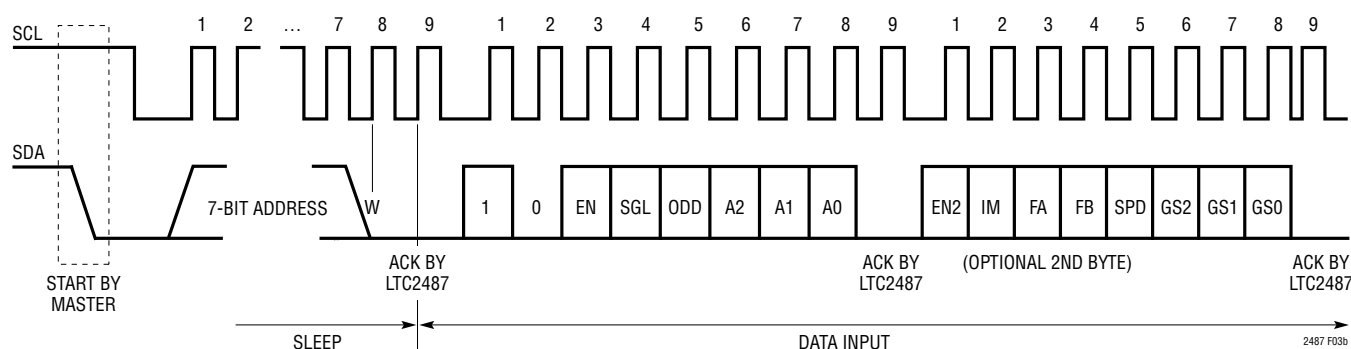 1 2 … 7 8 9 1 2 3 4 5 6 7 8 9 1 2 3 4 5 6 7 8 9
SCL
SDA
7-BIT ADDRESS W 1 0 EN SGL ODD A2 A1 A0 EN2 IM FA FB SPD GS2 GS1 GS0
START BY
MASTER
ACK BY
LTC2487
ACK BY
LTC2487
(OPTIONAL 2ND BYTE)
ACK BY
LTC2487
SLEEP DATA INPUT
2487 F03b